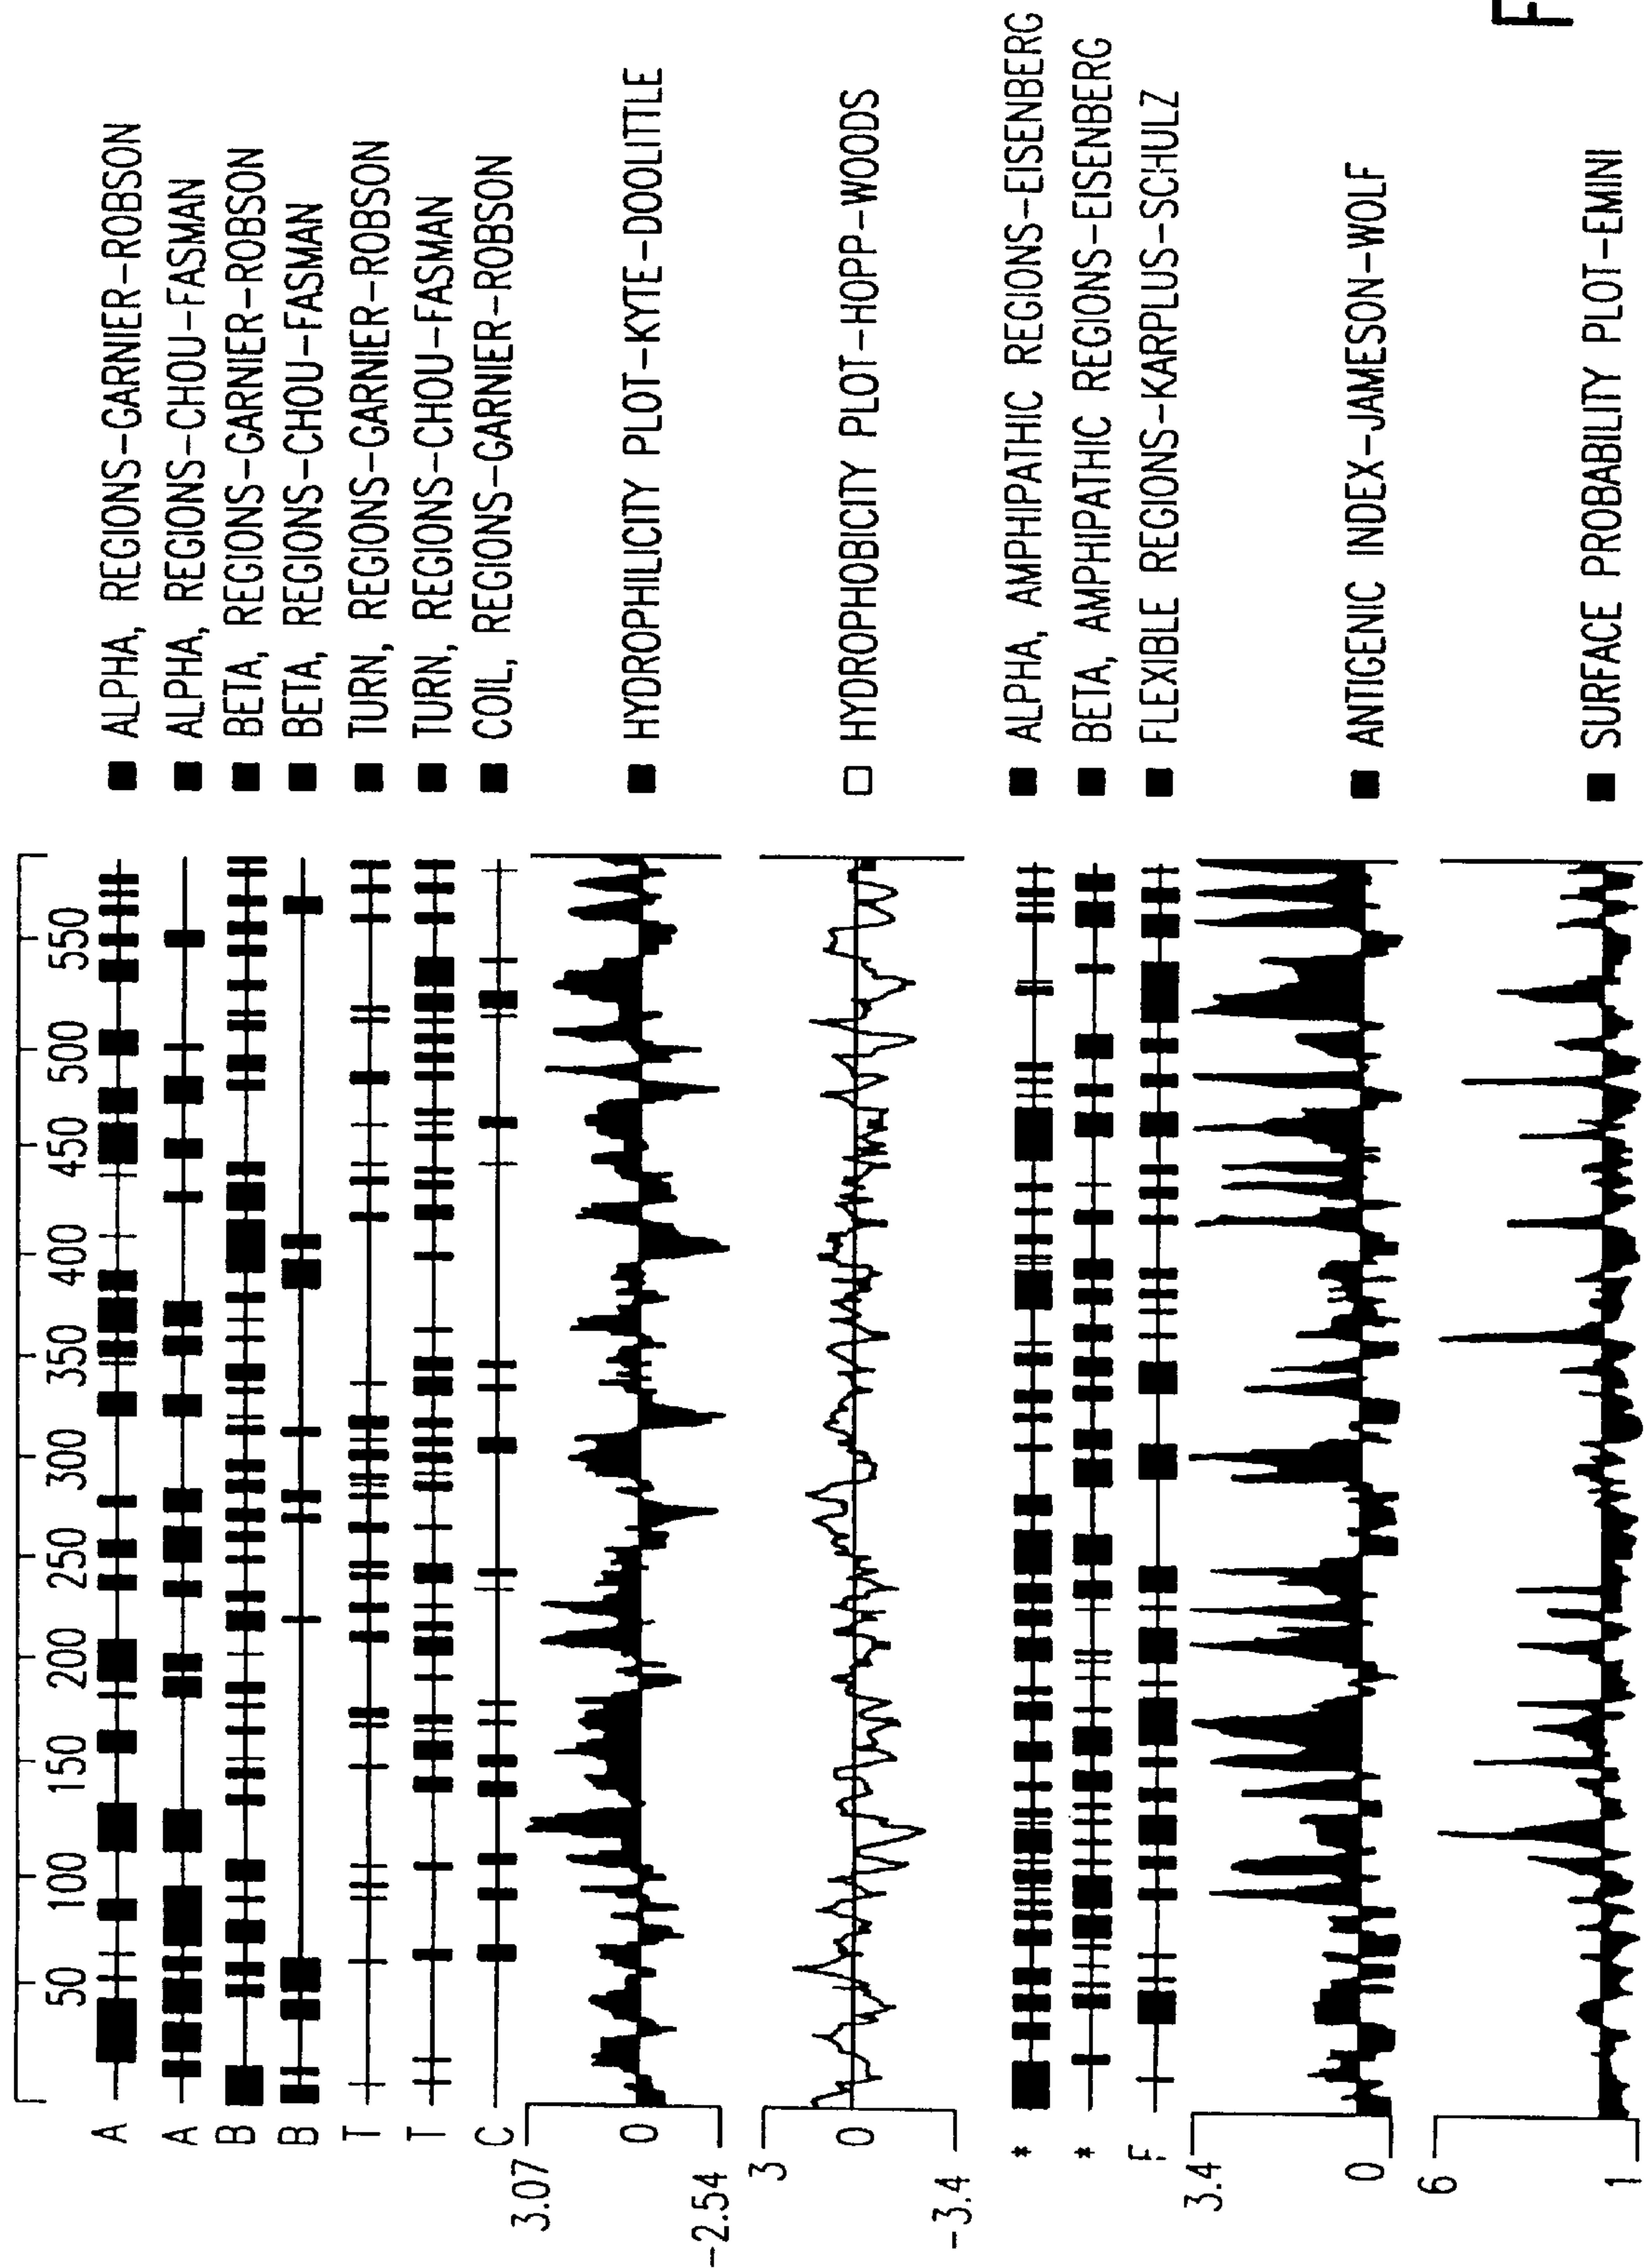 50 100 150 200 250 300 350 400 450 500 550
A ALPHA, REGIONS-GARNIER-ROBSON
A ALPHA, REGIONS-CHOU-FASMAN
B BETA, REGIONS-GARNIER-ROBSON
B BETA, REGIONS-CHOU-FASMAN
T TURN, REGIONS-GARNIER-ROBSON
T TURN, REGIONS-CHOU-FASMAN
C COIL, REGIONS-GARNIER-ROBSON
3.07
0 HYDROPHILICITY PLOT-KYTE-DOOLITTLE
-2.54
3
0 HYDROPHOBICITY PLOT-HOPP-WOODS
-3.4
* ALPHA, AMPHIPATHIC REGIONS-EISENBERG
* BETA, AMPHIPATHIC REGIONS-EISENBERG
F FLEXIBLE REGIONS-KARPLUS-SCHULZ
3.4
ANTIGENIC INDEX-JAMESON-WOLF
0
6
SURFACE PROBABILITY PLOT-EMINI
1
F